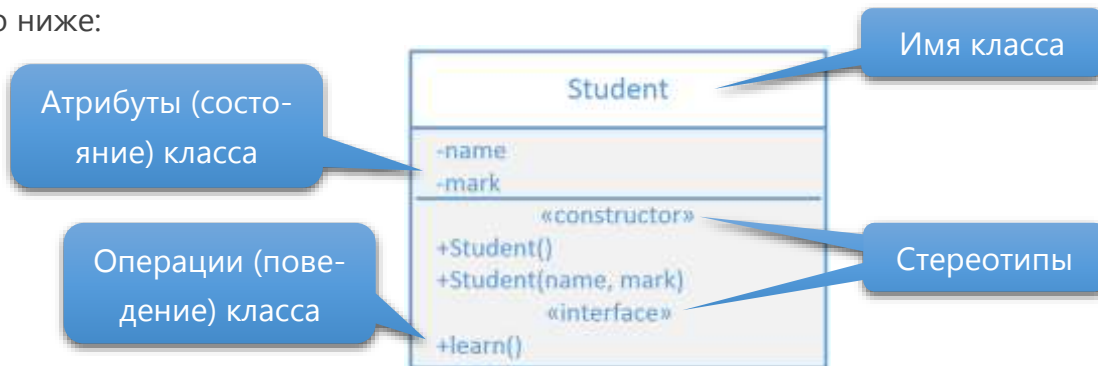 о ниже:
Имя класса
Атрибуты (состо-
яние) класса
Student
-name
-mark
«constructor»
+Student()
+Student(name, mark)
«interface»
+learn()
Операции (пове-
дение) класса
Стереотипы